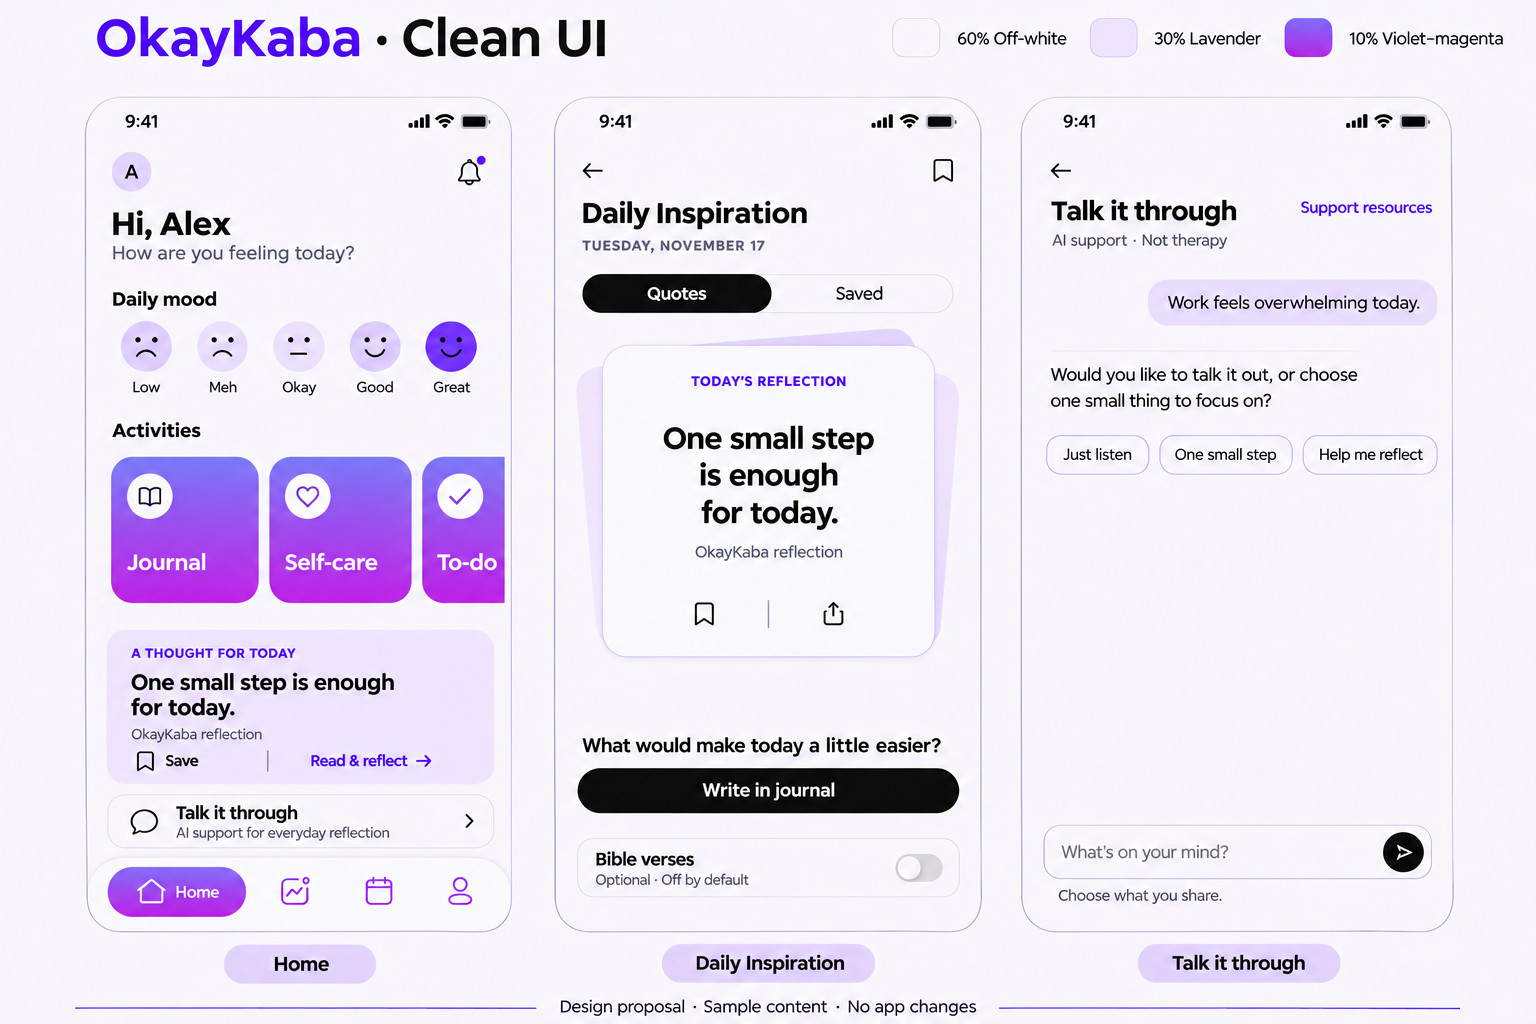 OkayKaba · Clean UI
60% Off-white
30% Lavender
10% Violet-magenta
9:41
A
Hi, Alex
How are you feeling today?
Daily mood
Low
Meh
Okay
Good
Great
Activities
Journal
Self-care
To-do
A THOUGHT FOR TODAY
One small step is enough
for today.
OkayKaba reflection
Save
Read & reflect →
Talk it through
AI support for everyday reflection
Home
Home
9:41
Daily Inspiration
TUESDAY, NOVEMBER 17
Quotes
Saved
TODAY'S REFLECTION
One small step
is enough
for today.
OkayKaba reflection
What would make today a little easier?
Write in journal
Bible verses
Optional · Off by default
Daily Inspiration
9:41
Talk it through
Support resources
AI support · Not therapy
Work feels overwhelming today.
Would you like to talk it out, or choose
one small thing to focus on?
Just listen
One small step
Help me reflect
What's on your mind?
Choose what you share.
Talk it through
Design proposal · Sample content · No app changes